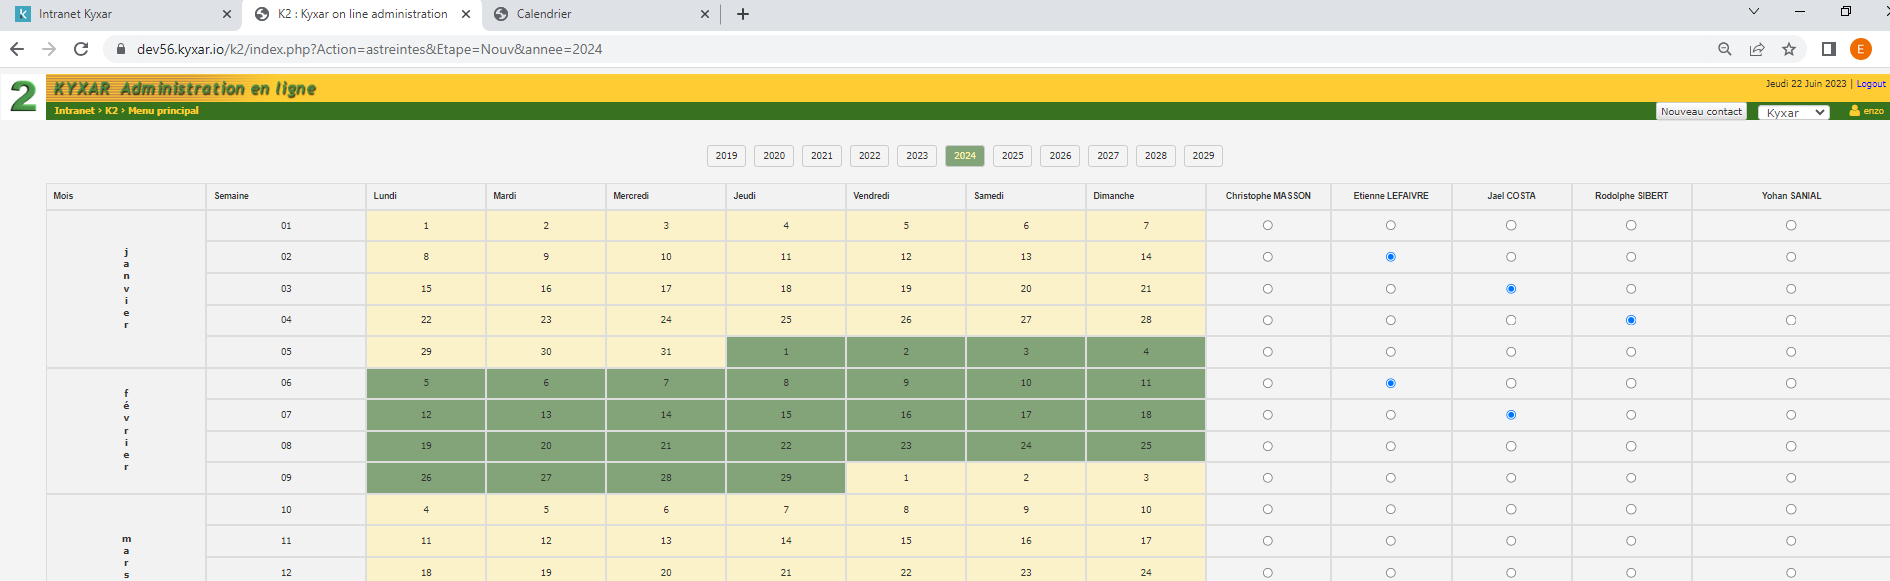 Intranet Kyxar
K2 : Kyxar on line administration
Calendrier
dev56.kyxar.io/k2/index.php?Action=astreintes&Etape=Nouv&annee=2024
E
2
KYXAR Administration en ligne
Jeudi 22 Juin 2023 | Logout
Intranet > K2 > Menu principal
Nouveau contact
Kyxar
enzo
2019 2020 2021 2022 2023 2024 2025 2026 2027 2028 2029
Mois Semaine Lundi Mardi Mercredi Jeudi Vendredi Samedi Dimanche Christophe MASSON Etienne LEFAIVRE Jael COSTA Rodolphe SIBERT Yohan SANIAL
janvier
01 1 2 3 4 5 6 7
02 8 9 10 11 12 13 14
03 15 16 17 18 19 20 21
04 22 23 24 25 26 27 28
05 29 30 31 1 2 3 4
février
06 5 6 7 8 9 10 11
07 12 13 14 15 16 17 18
08 19 20 21 22 23 24 25
09 26 27 28 29 1 2 3
mars
10 4 5 6 7 8 9 10
11 11 12 13 14 15 16 17
12 18 19 20 21 22 23 24